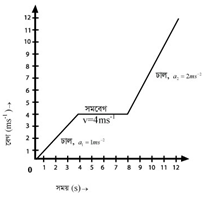 বেগ (ms⁻¹) →
12
11
10
9
8
7
6
5
4
3
2
1
0
সমবেগ
v=4ms⁻¹
ঢাল, a₂ = 2ms⁻²
ঢাল, a₁ = 1ms⁻²
1 2 3 4 5 6 7 8 9 10 11 12
সময় (s) →